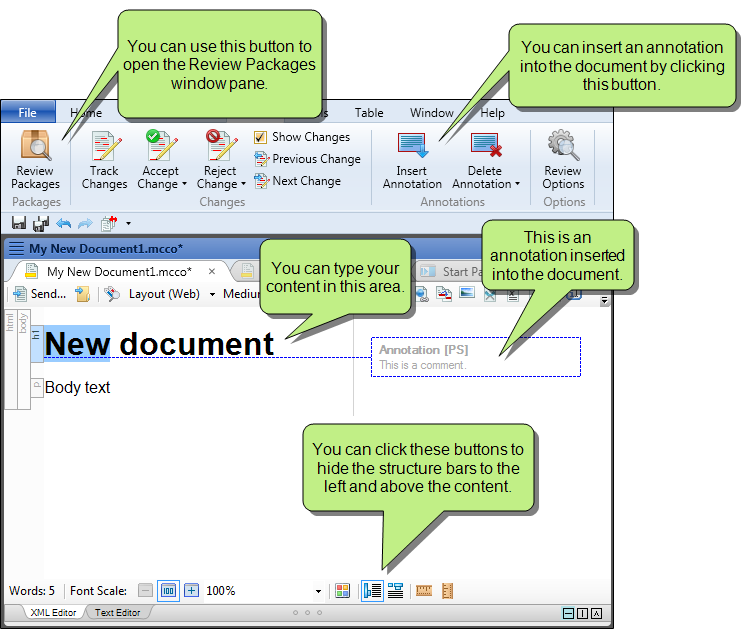 You can use this button to
open the Review Packages
window pane.
You can insert an annotation
into the document by clicking
this button.
File Home Table Window Help
Review
Packages
Track
Changes
Accept
Change
Reject
Change
Show Changes
Previous Change
Next Change
Insert
Annotation
Delete
Annotation
Review
Options
Packages Changes Annotations Options
This is an
annotation inserted
into the document.
My New Document1.mcco*
You can type your
content in this area.
My New Document1.mcco* × Start
Send... Layout (Web)
html
body
h1
New document
Annotation [PS]
This is a comment.
p
Body text
You can click these buttons to
hide the structure bars to the
left and above the content.
Words: 5 Font Scale: 100 100%
XML Editor Text Editor
A